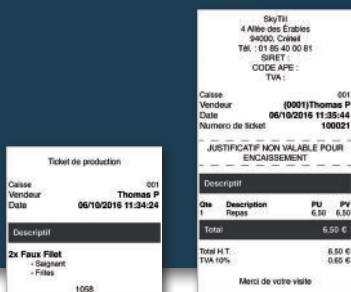 Ticket de production
Caisse 001
Vendeur Thomas P
Date 06/10/2016 11:34:24
Descriptif
2x Faux Filet
- Saignant
- Frites
1058
SkyTill
4 Allée des Érables
94000, Créteil
Tél. : 01 85 40 00 81
SIRET :
CODE APE :
TVA :
Caisse 001
Vendeur (0001)Thomas P
Date 06/10/2016 11:35:44
Numero de ticket 100021
JUSTIFICATIF NON VALABLE POUR
ENCAISSEMENT
Descriptif
Qte Description PU PV
1 Repas 6.50 6.50
Total 6.50 €
Total H.T. 6.50 €
TVA 10% 0.65 €
Merci de votre visite